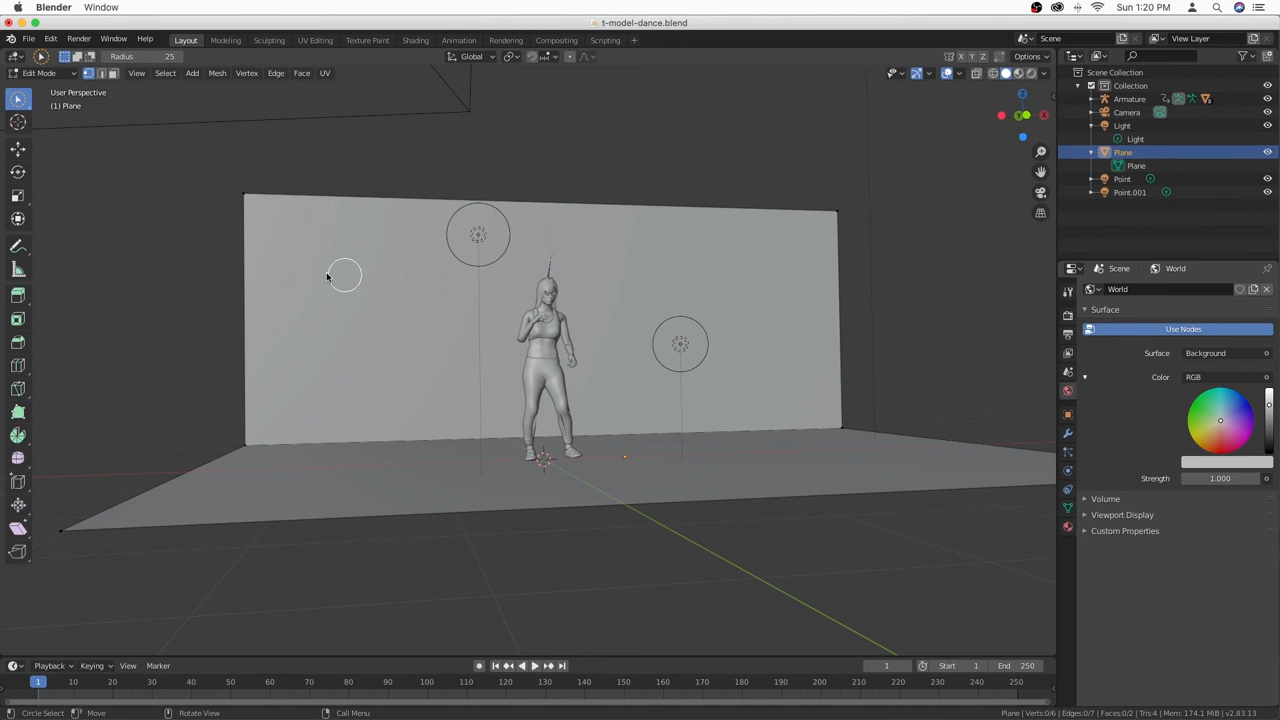 Blender Window Sun 1:20 PM
t-model-dance.blend
File Edit Render Window Help Layout Modeling Sculpting UV Editing Texture Paint Shading Animation Rendering Compositing Scripting + Scene View Layer
Radius 25 Global Options
Edit Mode View Select Add Mesh Vertex Edge Face UV
Scene Collection
Collection
Armature
Camera
Light
Light
Plane
Plane
Point
Point.001
User Perspective
(1) Plane
Z
Y
X
Scene World
World
Surface
Use Nodes
Surface Background
Color RGB
Strength 1.000
Volume
Viewport Display
Custom Properties
Playback Keying View Marker 1 Start 1 End 250
1 10 20 30 40 50 60 70 80 90 100 110 120 130 140 150 160 170 180 190 200 210 220 230 240 250
Circle Select Move Rotate View Call Menu Plane | Verts:0/6 | Edges:0/7 | Faces:0/2 | Tris:4 | Mem: 174.1 MiB | v2.83.13